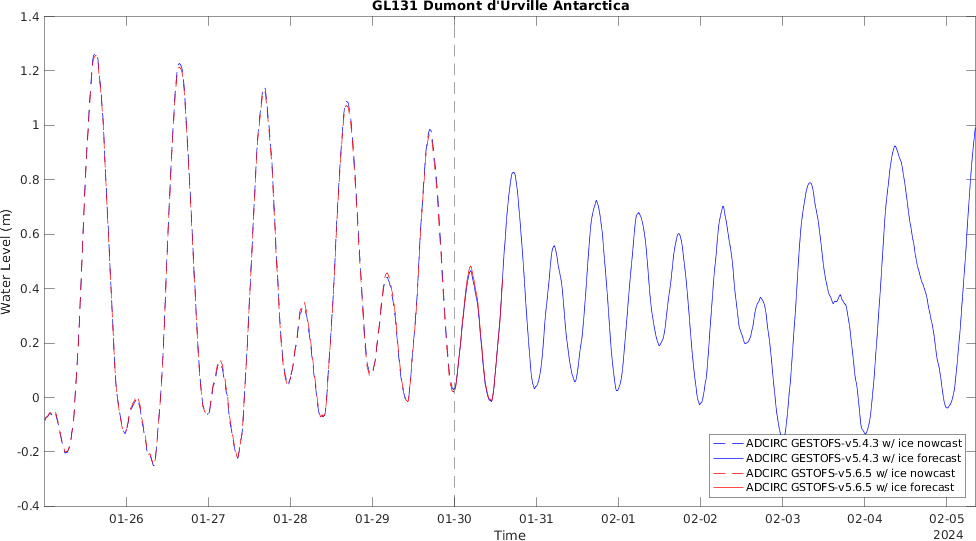 GL131 Dumont d'Urville Antarctica
1.4
1.2
1
0.8
0.6
0.4
0.2
0
-0.2
-0.4
Water Level (m)
ADCIRC GESTOFS-v5.4.3 w/ ice nowcast
ADCIRC GESTOFS-v5.4.3 w/ ice forecast
ADCIRC GSTOFS-v5.6.5 w/ ice nowcast
ADCIRC GSTOFS-v5.6.5 w/ ice forecast
01-26 01-27 01-28 01-29 01-30 01-31 02-01 02-02 02-03 02-04 02-05
Time
2024